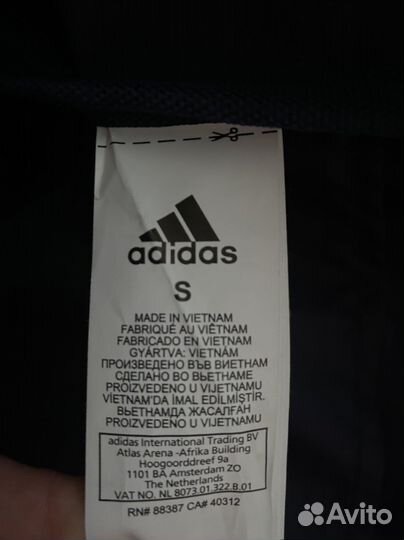 adidas
S
MADE IN VIETNAM
FABRIQUÉ AU VIÊTNAM
FABRICADO EN VIETNAM
GYÁRTVA: VIETNÁM
ПРОИЗВЕДЕНО ВЪВ ВИЕТНАМ
СДЕЛАНО ВО ВЬЕТНАМЕ
PROIZVEDENO U VIJETNAMU
VIETNAM'DA İMAL EDİLMİŞTİR.
ВЬЕТНАМДА ЖАСАЛҒАН
PROIZVEDENO U VIJETNAMU
adidas International Trading BV
Atlas Arena -Afrika Building
Hoogoorddreef 9a
1101 BA Amsterdam ZO
The Netherlands
VAT NO. NL 8073.01.322.B.01
RN# 88387 CA# 40312
Avito